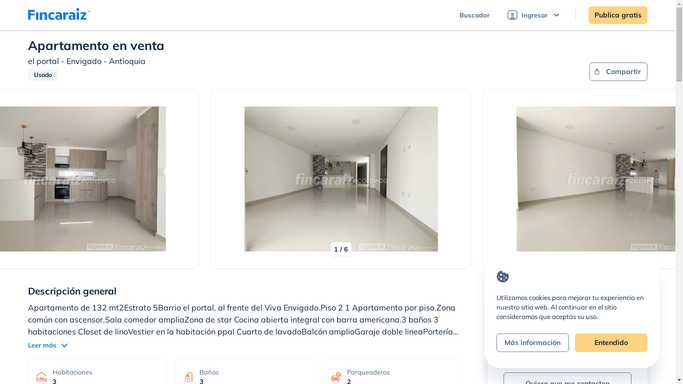 Fincaraiz
Buscador
Ingresar
Publica gratis
Apartamento en venta
el portal - Envigado - Antioquia
Usado
Compartir
fincaraiz
fincaraiz
fincaraiz
1 / 6
Descripción general
Apartamento de 132 mt2Estrato 5Barrio el portal, al frente del Viva Envigado.Piso 2 1 Apartamento por piso.Zona
común con ascensor.Sala comedor ampliaZona de star Cocina abierta integral con barra americana.3 baños 3
habitaciones Closet de linoVestier en la habitación ppal Cuarto de lavadoBalcón amplioGaraje doble lineaPortería...
Leer más
Habitaciones
3
Baños
3
Parqueaderos
2
Utilizamos cookies para mejorar tu experiencia en
nuestro sitio web. Al continuar en el sitio
consideramos que aceptas su uso.
Más información
Entendido
Quiero que me contacten